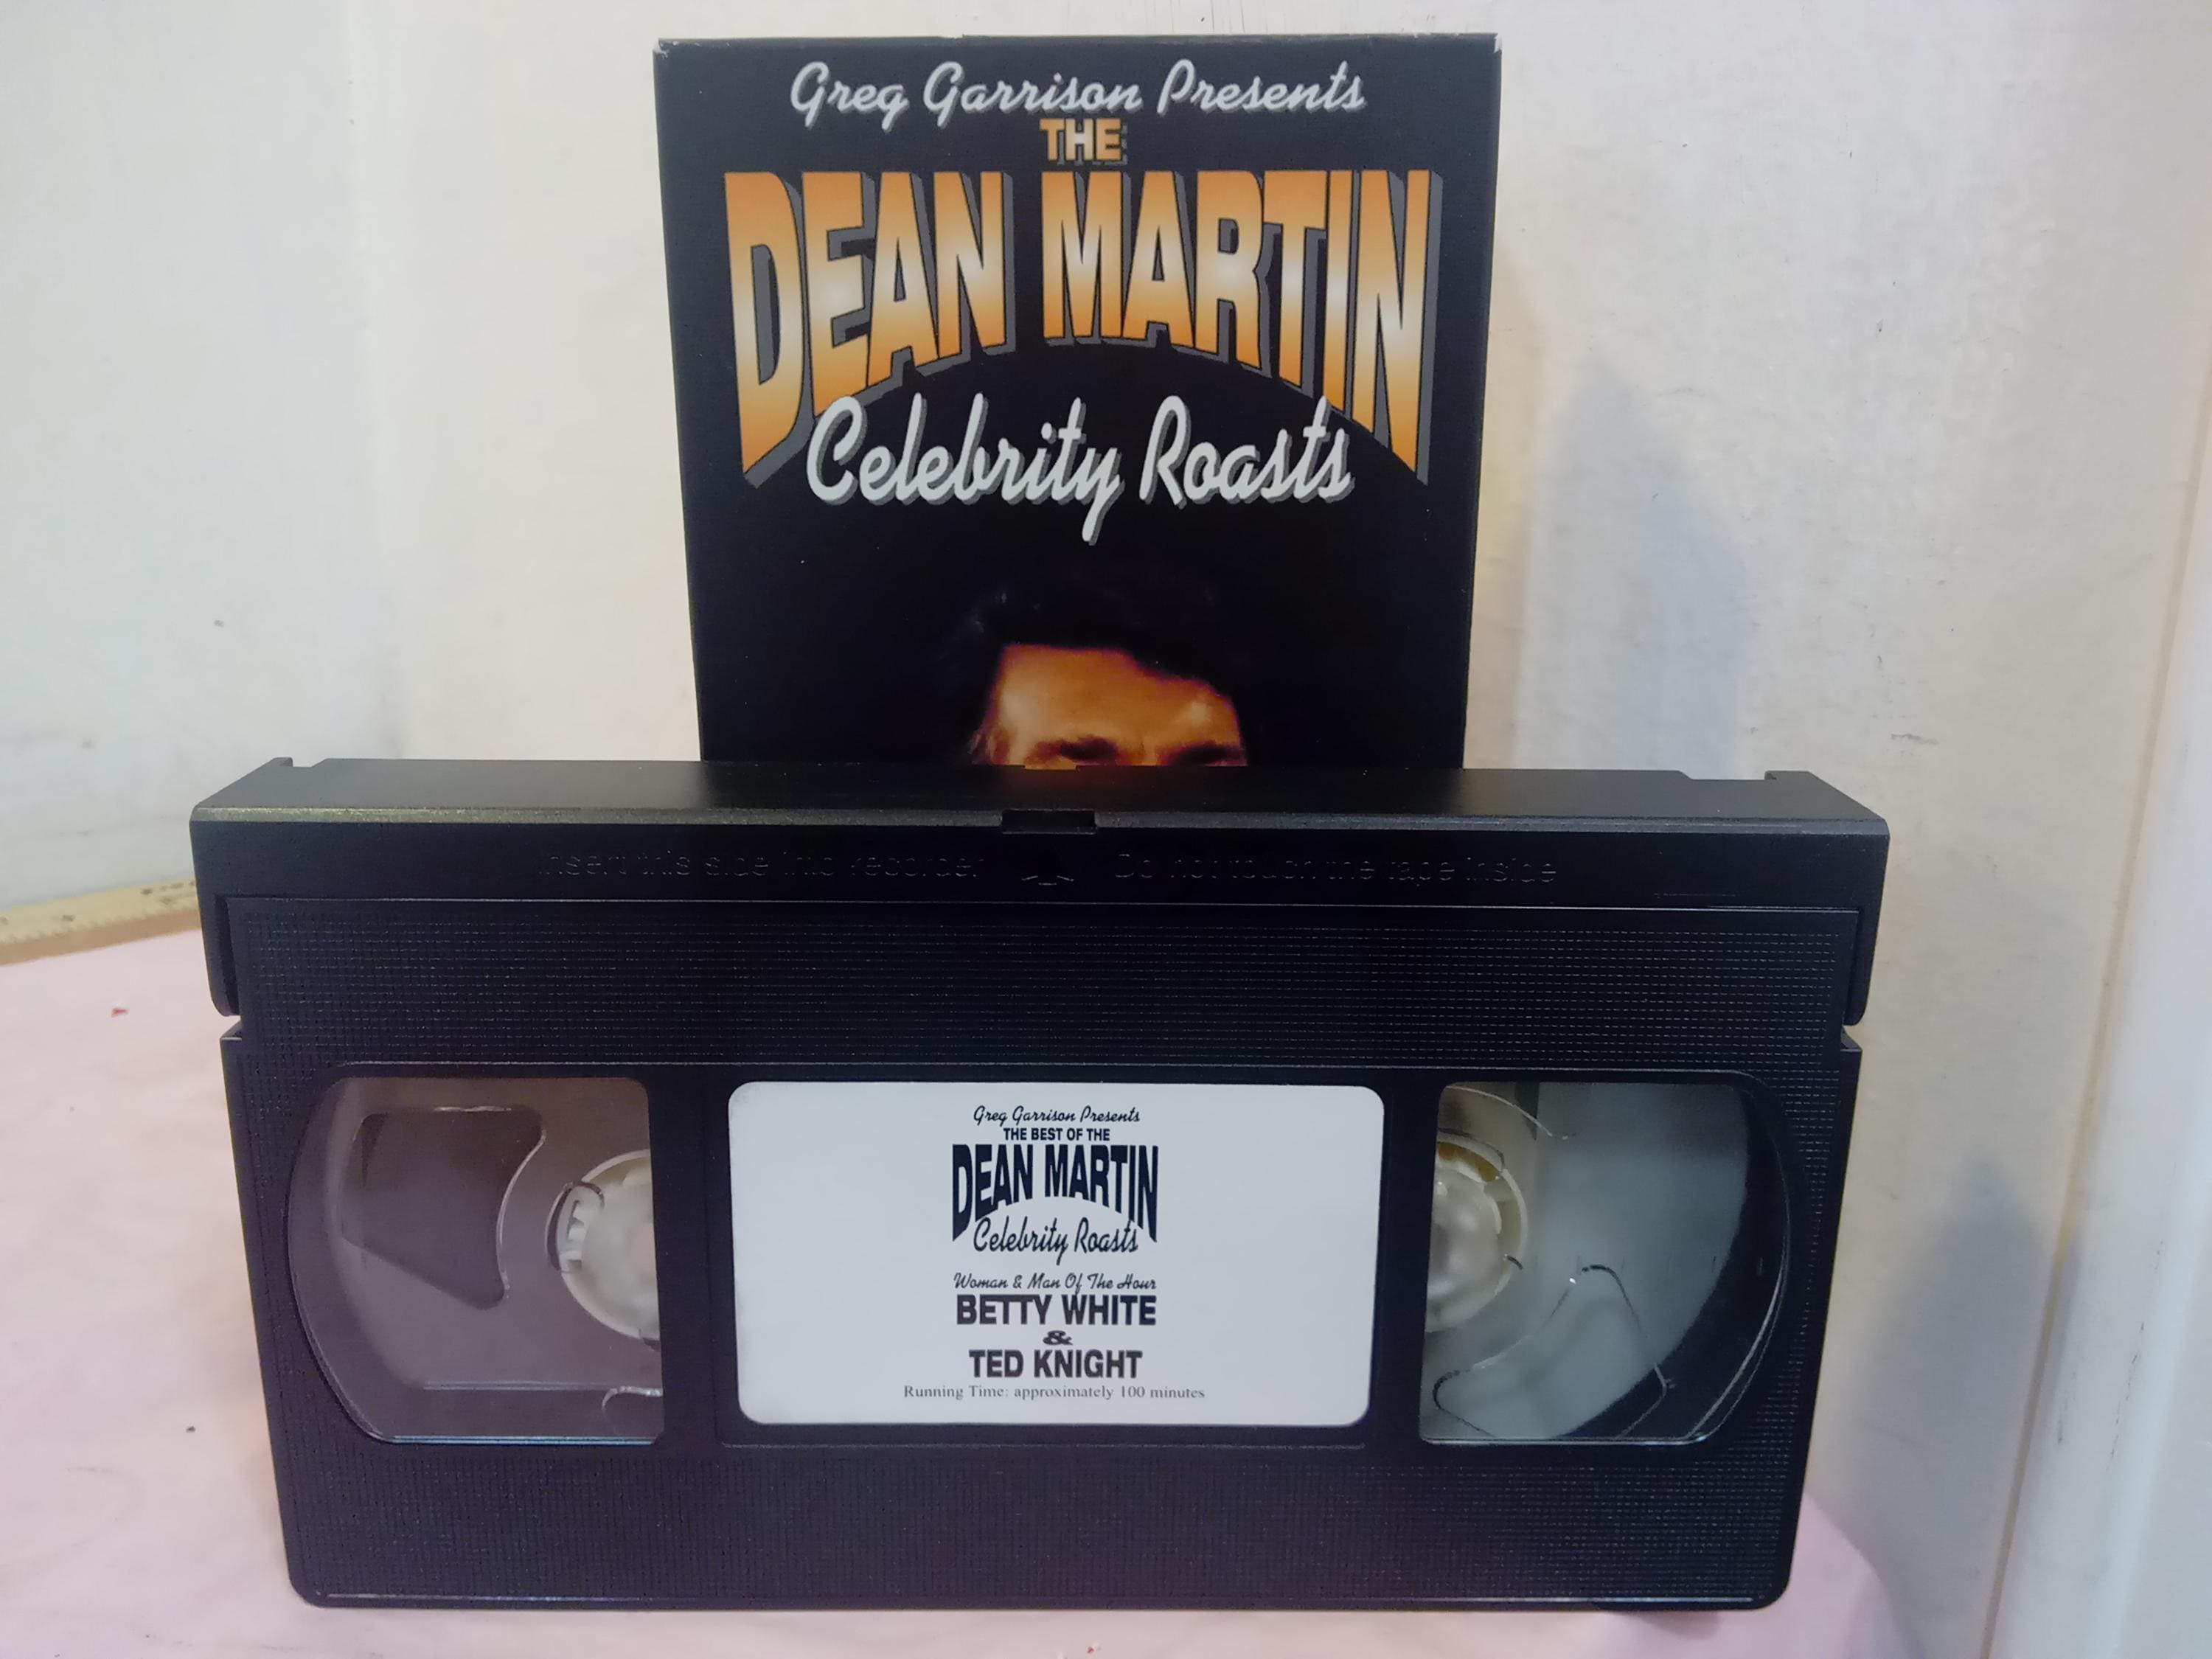 Greg Garrison Presents
THE
DEAN MARTIN
Celebrity Roasts
Insert this side into recorder Do not touch the tape inside
Greg Garrison Presents
THE BEST OF THE
DEAN MARTIN
Celebrity Roasts
Woman & Man Of The Hour
BETTY WHITE
&
TED KNIGHT
Running Time: approximately 100 minutes